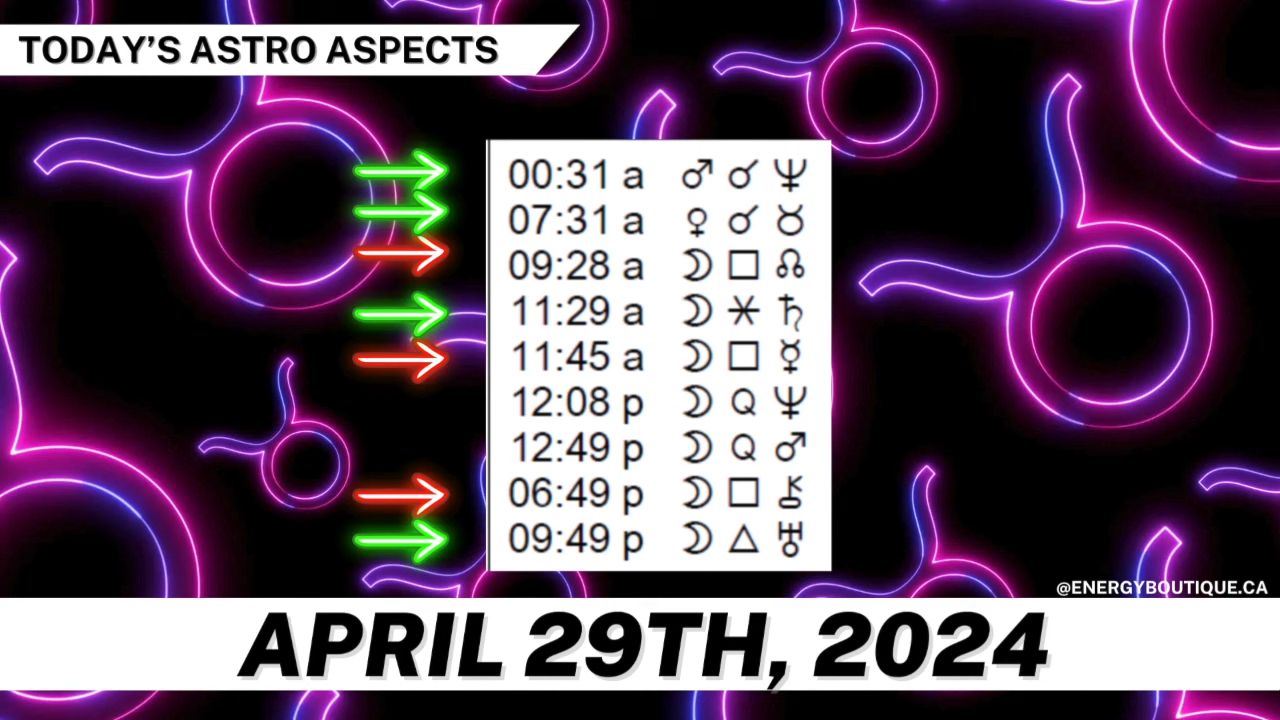 TODAY'S ASTRO ASPECTS
00:31 a ♂ ☌ ♆
07:31 a ♀ ☌ ♉
09:28 a ☽ □ ☊
11:29 a ☽ ⚹ ♄
11:45 a ☽ □ ☿
12:08 p ☽ Q ♆
12:49 p ☽ Q ♂
06:49 p ☽ □ ⚷
09:49 p ☽ △ ♅
@ENERGYBOUTIQUE.CA
APRIL 29TH, 2024